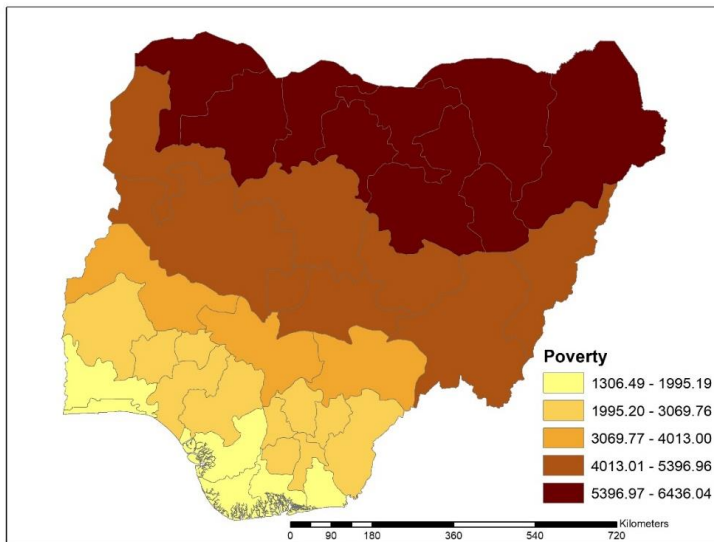 Poverty
1306.49 - 1995.19
1995.20 - 3069.76
3069.77 - 4013.00
4013.01 - 5396.96
5396.97 - 6436.04
Kilometers
0 90 180 360 540 720